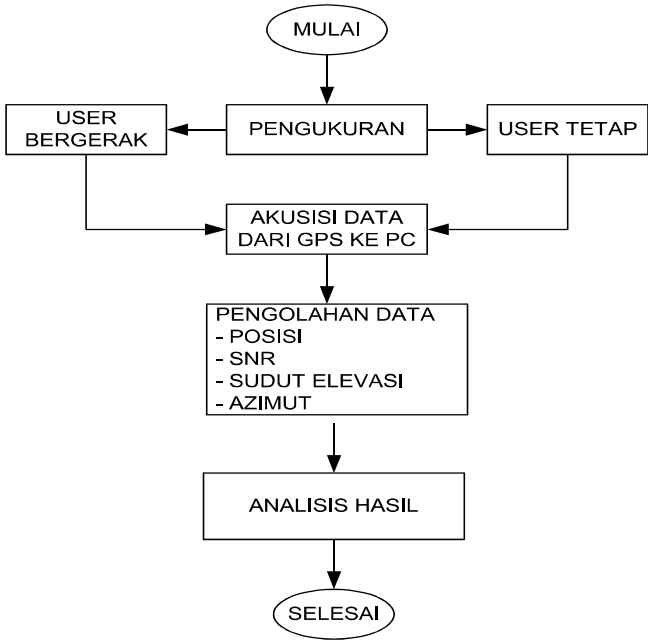 MULAI
USER
BERGERAK
PENGUKURAN
USER TETAP
AKUSISI DATA
DARI GPS KE PC
PENGOLAHAN DATA
- POSISI
- SNR
- SUDUT ELEVASI
- AZIMUT
ANALISIS HASIL
SELESAI